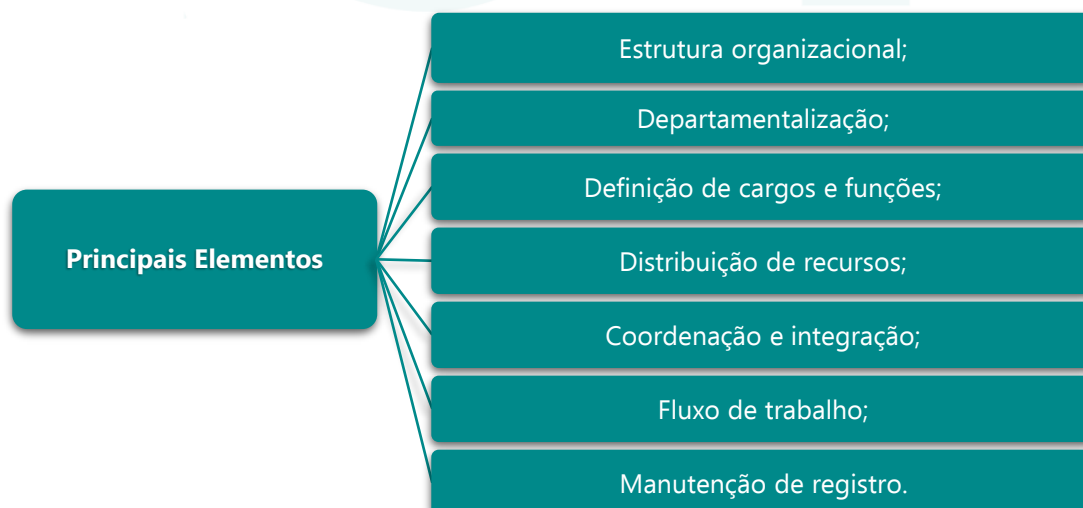 Principais Elementos
Estrutura organizacional;
Departamentalização;
Definição de cargos e funções;
Distribuição de recursos;
Coordenação e integração;
Fluxo de trabalho;
Manutenção de registro.